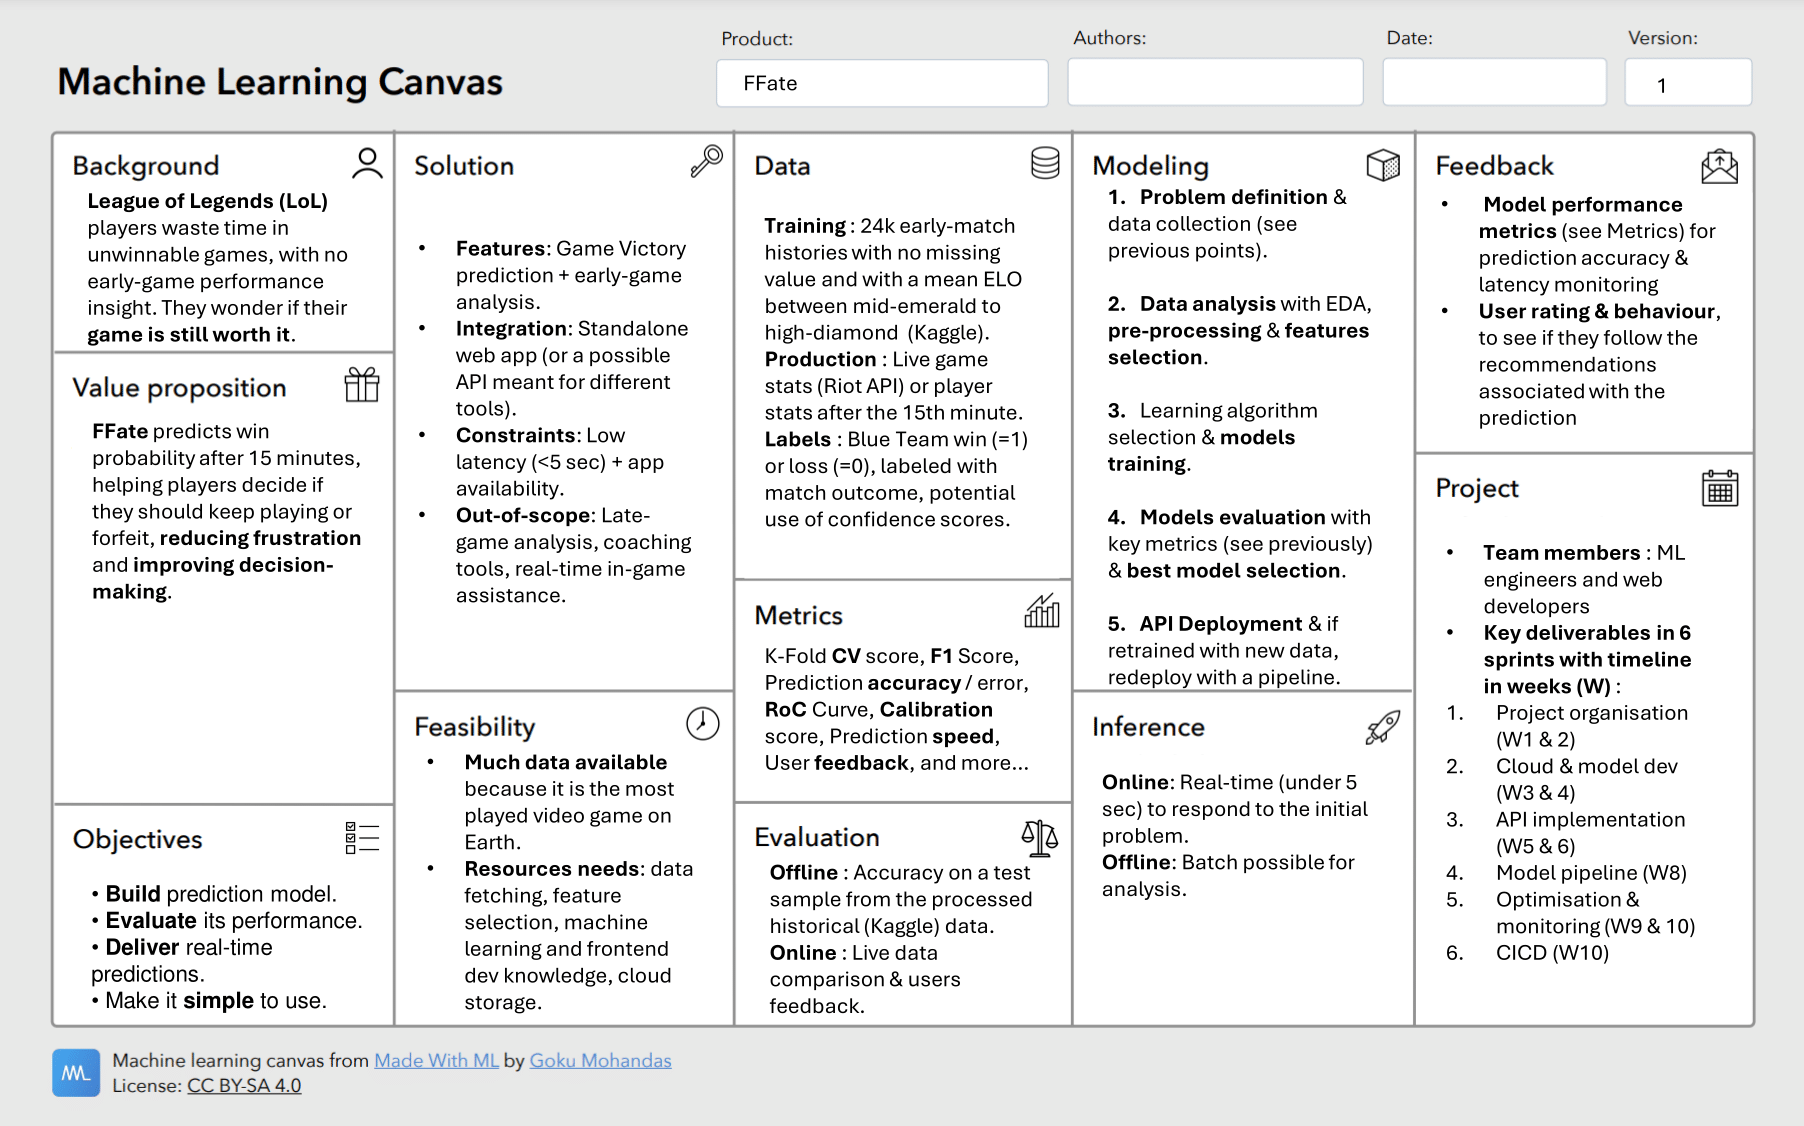 Machine Learning Canvas
Product:
FFate
Authors:
Date:
Version:
1
Background
League of Legends (LoL)
players waste time in
unwinnable games, with no
early-game performance
insight. They wonder if their
game is still worth it.
Value proposition
FFate predicts win
probability after 15 minutes,
helping players decide if
they should keep playing or
forfeit, reducing frustration
and improving decision-
making.
Objectives
• Build prediction model.
• Evaluate its performance.
• Deliver real-time
predictions.
• Make it simple to use.
Solution
• Features: Game Victory
prediction + early-game
analysis.
• Integration: Standalone
web app (or a possible
API meant for different
tools).
• Constraints: Low
latency (<5 sec) + app
availability.
• Out-of-scope: Late-
game analysis, coaching
tools, real-time in-game
assistance.
Feasibility
• Much data available
because it is the most
played video game on
Earth.
• Resources needs: data
fetching, feature
selection, machine
learning and frontend
dev knowledge, cloud
storage.
Data
Training : 24k early-match
histories with no missing
value and with a mean ELO
between mid-emerald to
high-diamond (Kaggle).
Production : Live game
stats (Riot API) or player
stats after the 15th minute.
Labels : Blue Team win (=1)
or loss (=0), labeled with
match outcome, potential
use of confidence scores.
Metrics
K-Fold CV score, F1 Score,
Prediction accuracy / error,
RoC Curve, Calibration
score, Prediction speed,
User feedback, and more...
Evaluation
Offline : Accuracy on a test
sample from the processed
historical (Kaggle) data.
Online : Live data
comparison & users
feedback.
Modeling
1. Problem definition &
data collection (see
previous points).
2. Data analysis with EDA,
pre-processing & features
selection.
3. Learning algorithm
selection & models
training.
4. Models evaluation with
key metrics (see previously)
& best model selection.
5. API Deployment & if
retrained with new data,
redeploy with a pipeline.
Inference
Online: Real-time (under 5
sec) to respond to the initial
problem.
Offline: Batch possible for
analysis.
Feedback
• Model performance
metrics (see Metrics) for
prediction accuracy &
latency monitoring
• User rating & behaviour,
to see if they follow the
recommendations
associated with the
prediction
Project
• Team members : ML
engineers and web
developers
• Key deliverables in 6
sprints with timeline
in weeks (W) :
1. Project organisation
(W1 & 2)
2. Cloud & model dev
(W3 & 4)
3. API implementation
(W5 & 6)
4. Model pipeline (W8)
5. Optimisation &
monitoring (W9 & 10)
6. CICD (W10)
Machine learning canvas from Made With ML by Goku Mohandas
License: CC BY-SA 4.0